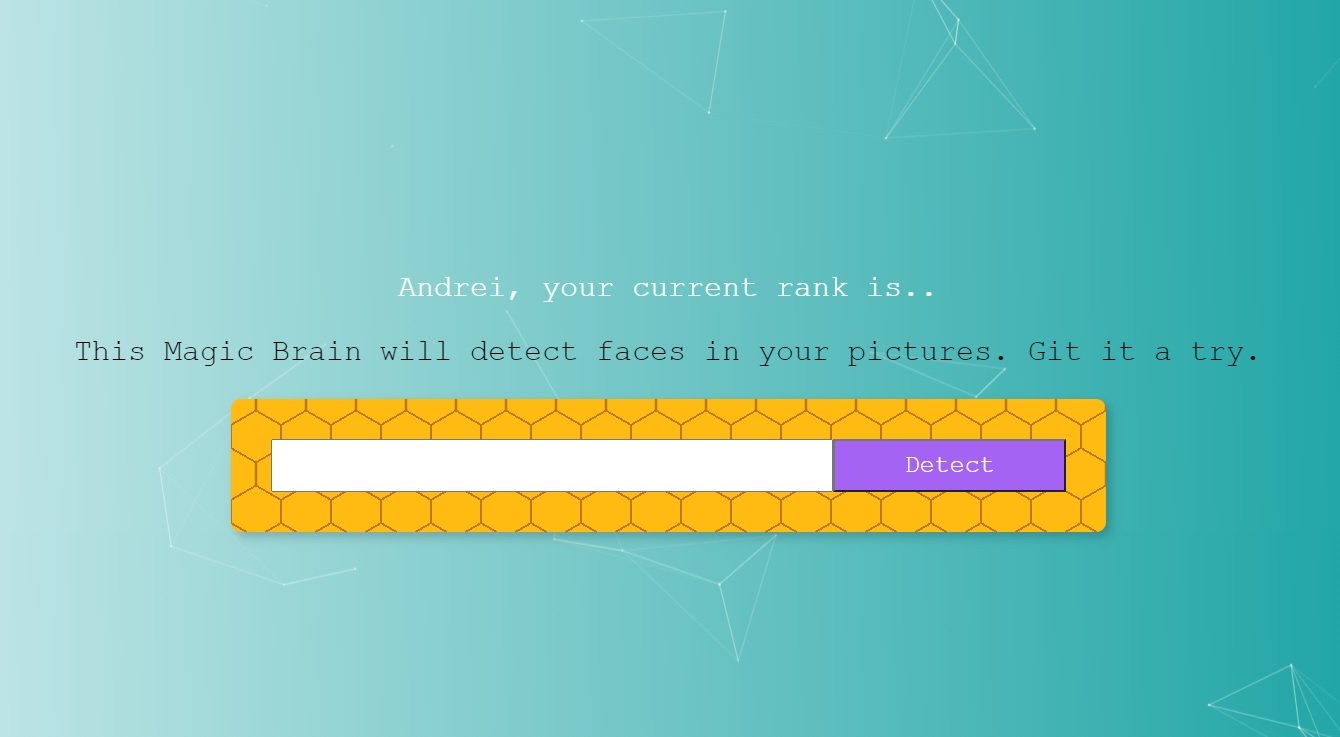 Andrei, your current rank is..
This Magic Brain will detect faces in your pictures. Git it a try.
Detect